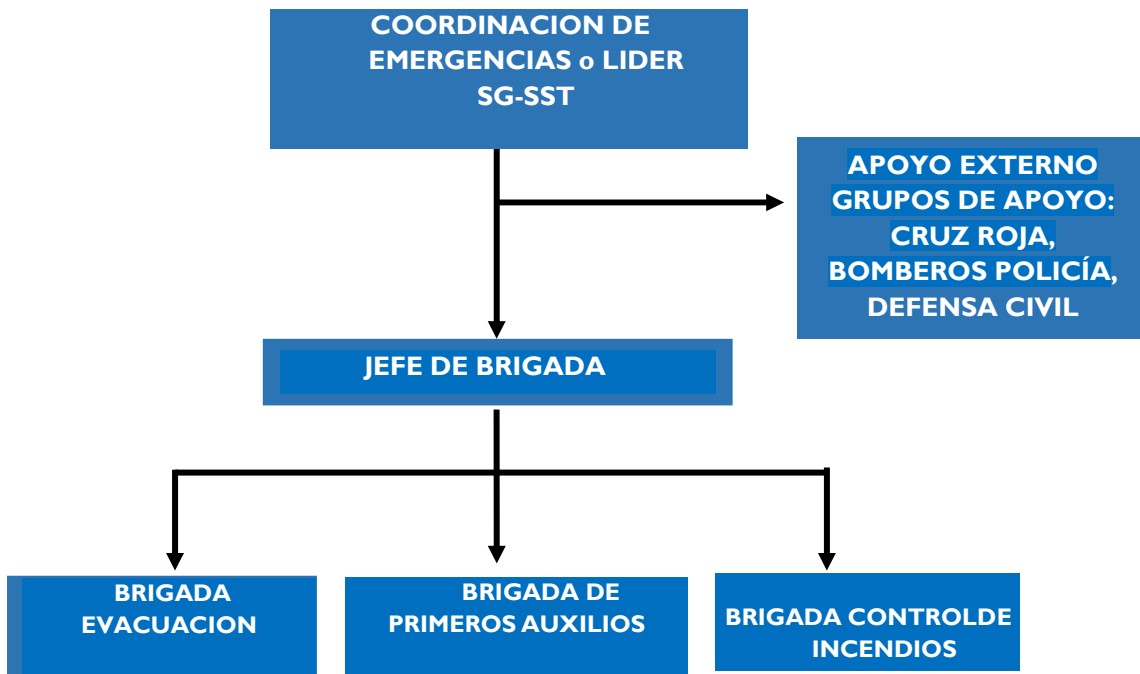 COORDINACION DE
EMERGENCIAS o LIDER
SG-SST
APOYO EXTERNO
GRUPOS DE APOYO:
CRUZ ROJA,
BOMBEROS POLICÍA,
DEFENSA CIVIL
JEFE DE BRIGADA
BRIGADA
EVACUACION
BRIGADA DE
PRIMEROS AUXILIOS
BRIGADA CONTROLDE
INCENDIOS